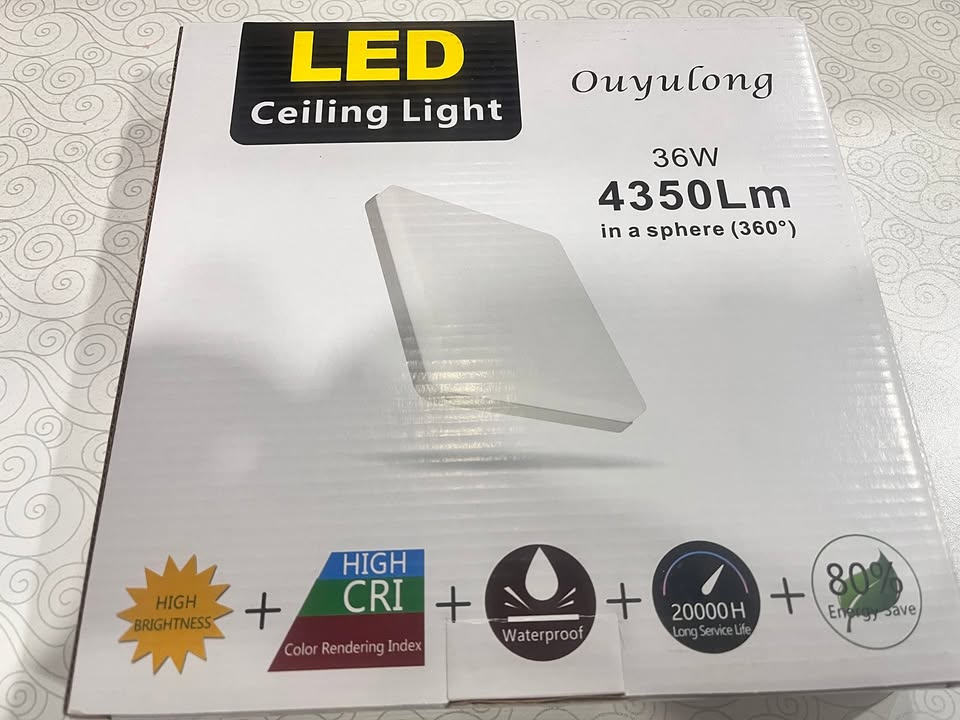 LED
Ceiling Light
Ouyulong
36W
4350Lm
in a sphere (360°)
HIGH
BRIGHTNESS
+
HIGH
CRI
Color Rendering Index
+
Waterproof
+
20000H
Long Service Life
+
80%
Energy Save